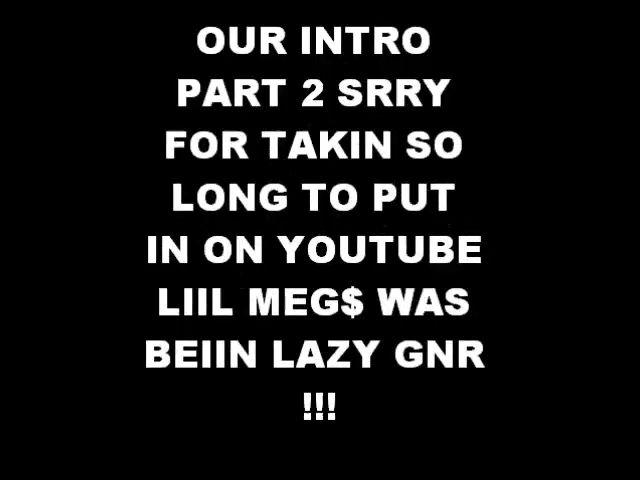 OUR INTRO
PART 2 SRRY
FOR TAKIN SO
LONG TO PUT
IN ON YOUTUBE
LIIL MEG$ WAS
BEIIN LAZY GNR
!!!